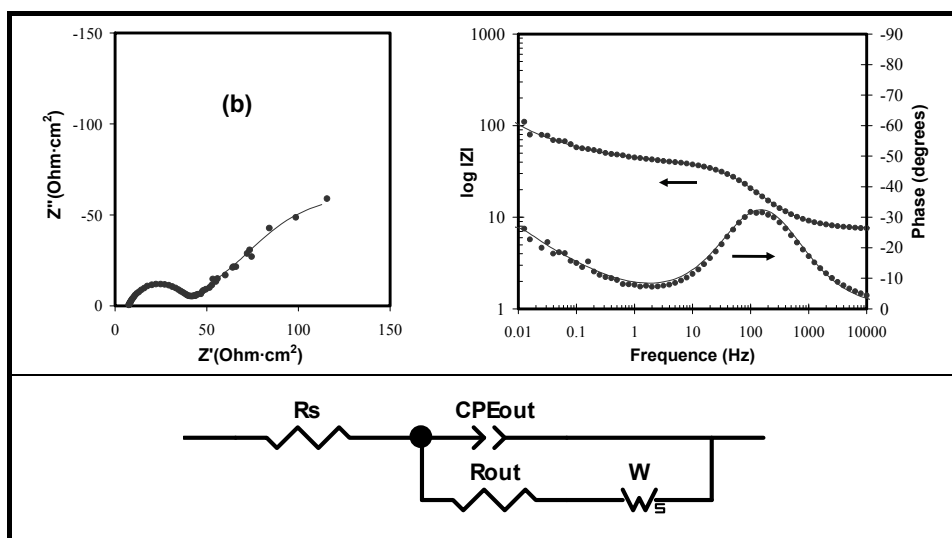 -150
-100
-50
0
Z''(Ohm·cm²)
(b)
0 50 100 150
Z'(Ohm·cm²)
1000
100
10
1
log IZI
-90
-80
-70
-60
-50
-40
-30
-20
-10
0
Phase (degrees)
0.01 0.1 1 10 100 1000 10000
Frequence (Hz)
Rs CPEout
Rout W
s